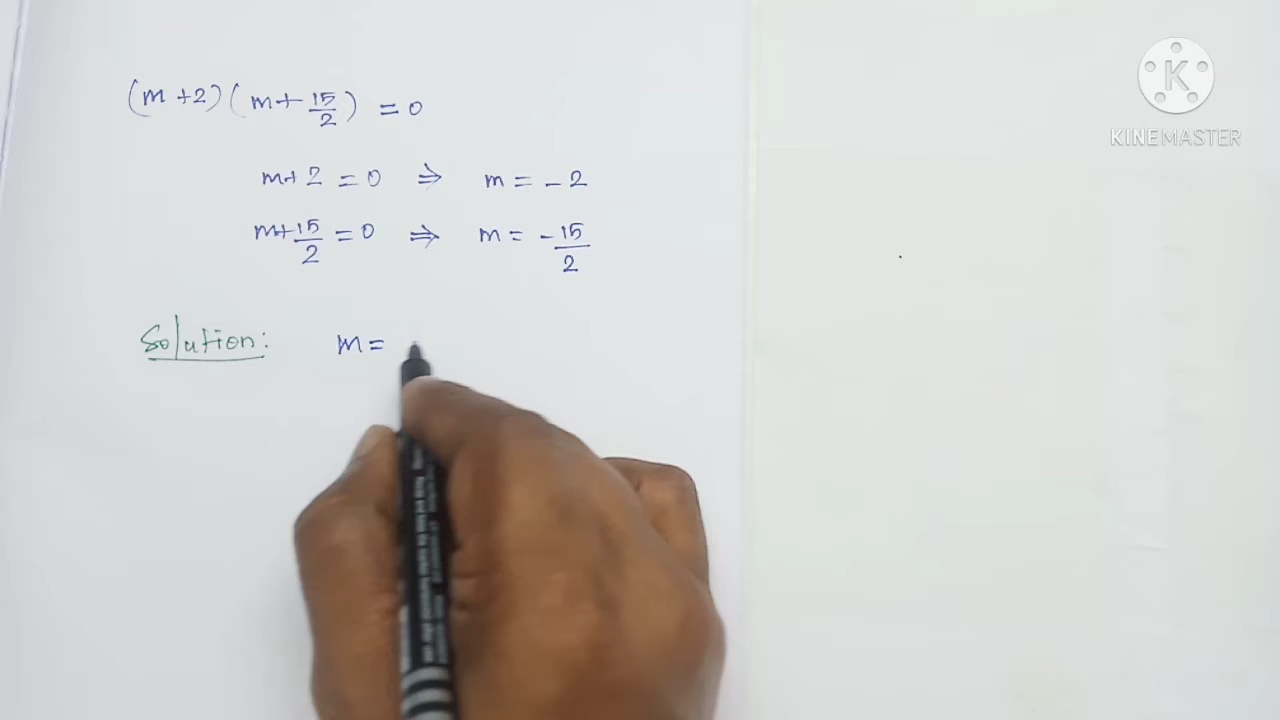 (m+2)(m+15/2) = 0
m+2 = 0 ⇒ m = -2
m+15/2 = 0 ⇒ m = -15/2
Solution: m =
KINEMASTER